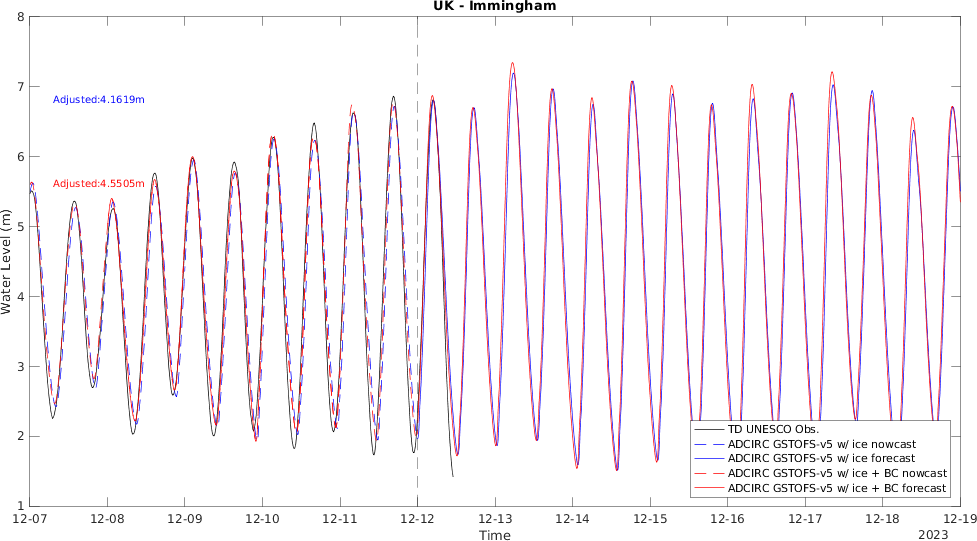 UK - Immingham
8
7
6
5
4
3
2
1
Water Level (m)
Adjusted:4.1619m
Adjusted:4.5505m
TD UNESCO Obs.
ADCIRC GSTOFS-v5 w/ ice nowcast
ADCIRC GSTOFS-v5 w/ ice forecast
ADCIRC GSTOFS-v5 w/ ice + BC nowcast
ADCIRC GSTOFS-v5 w/ ice + BC forecast
12-07 12-08 12-09 12-10 12-11 12-12 12-13 12-14 12-15 12-16 12-17 12-18 12-19
Time
2023